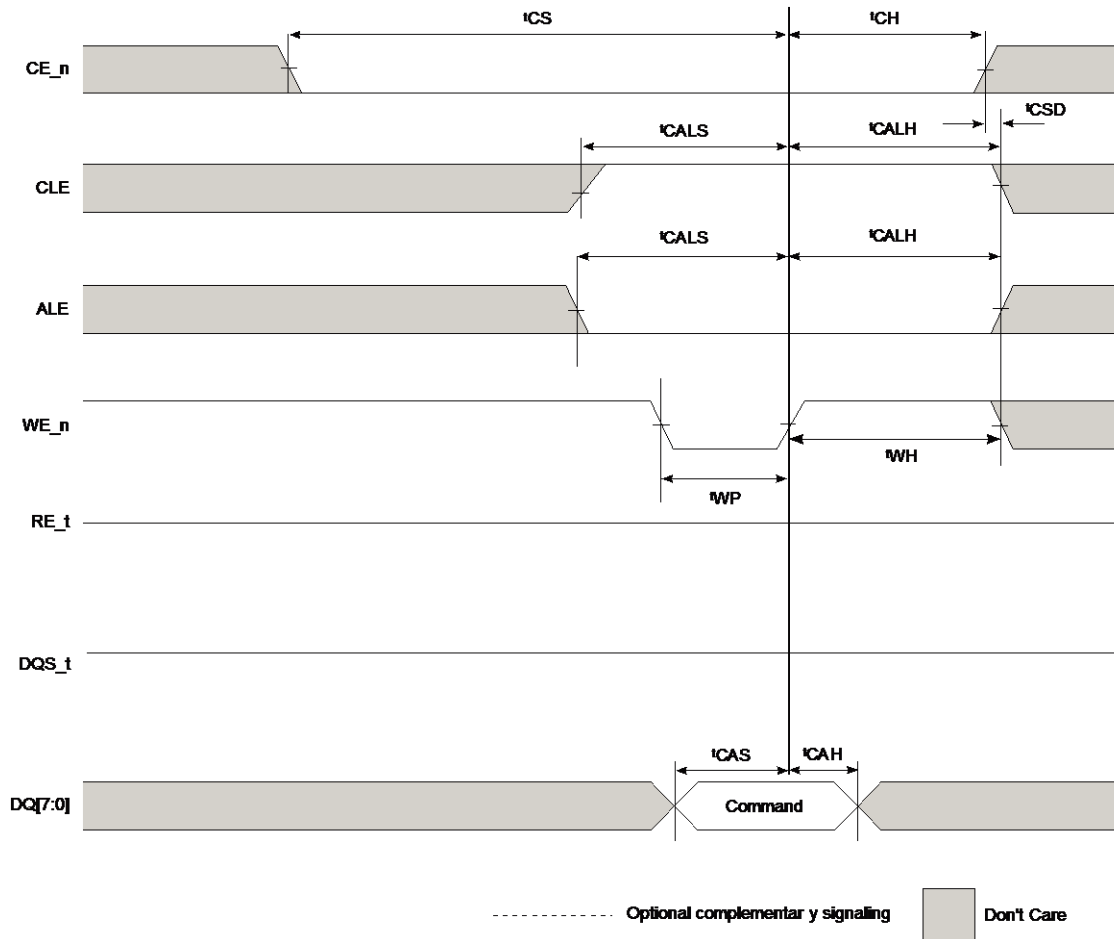 tCS
tCH
CE_n
tCSD
tCALS
tCALH
CLE
tCALS
tCALH
ALE
WE_n
tWH
tWP
RE_t
DQS_t
tCAS
tCAH
DQ[7:0]
Command
Optional complementar y signaling
Don't Care